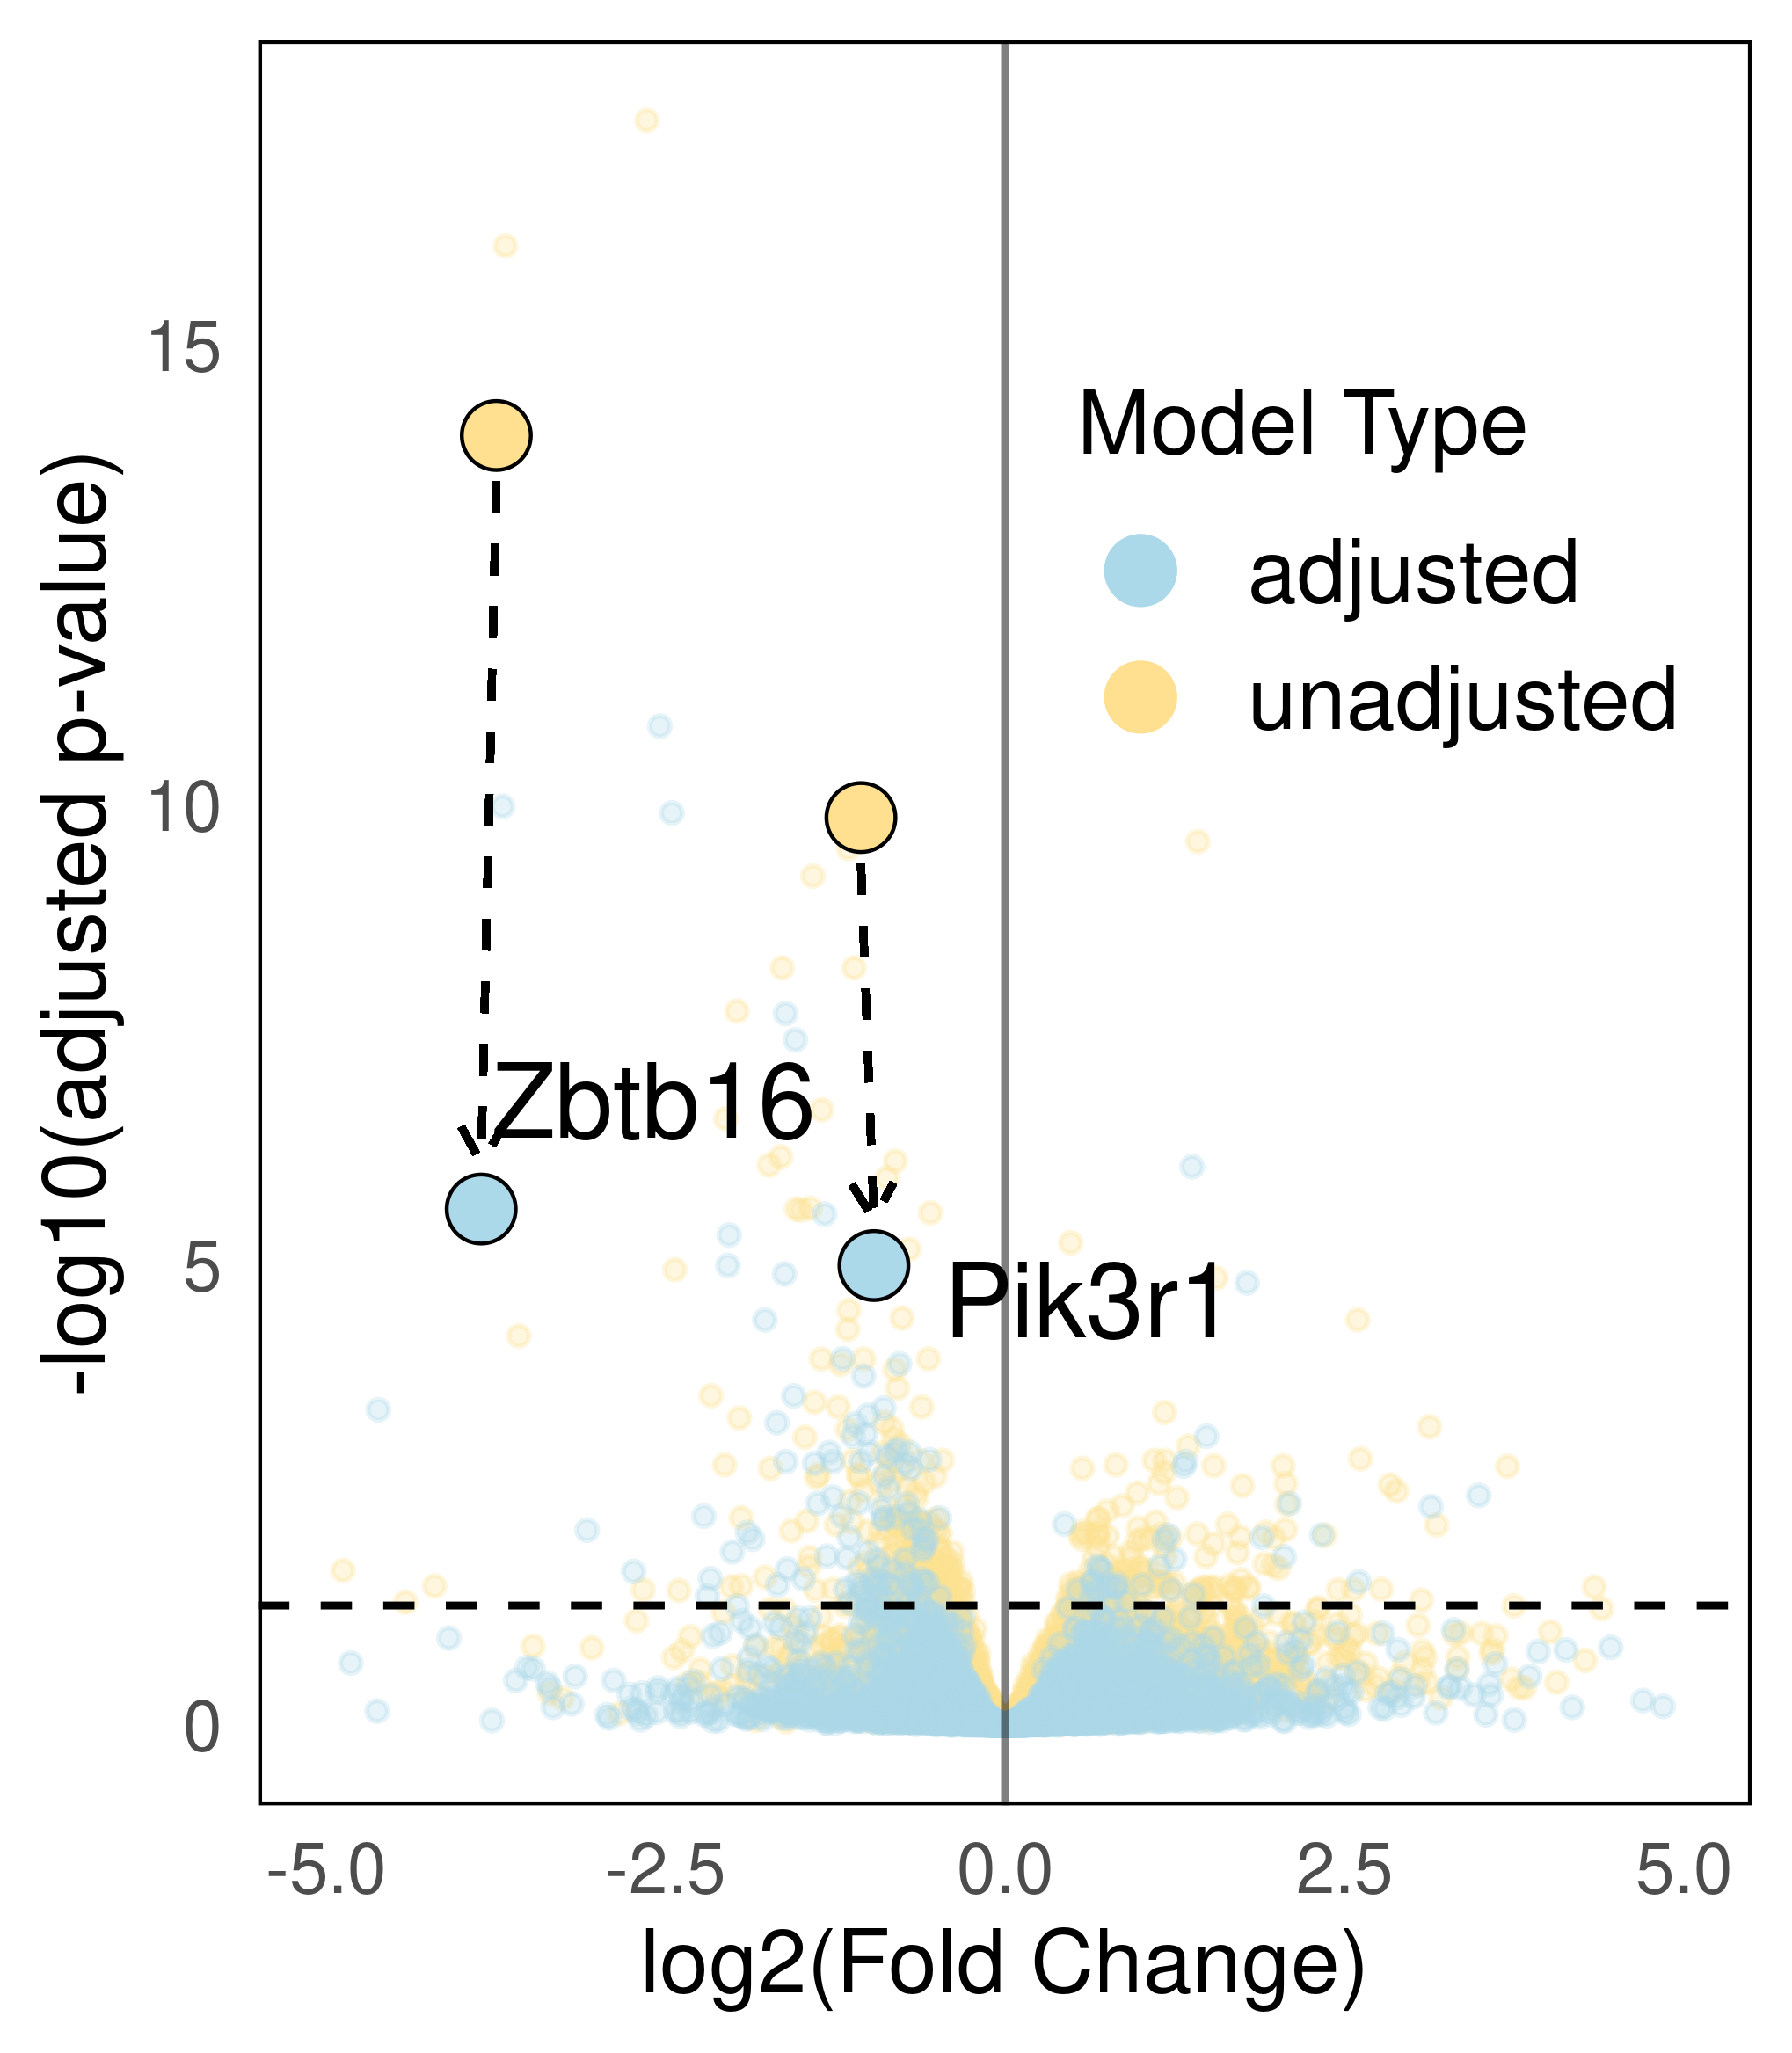 -log10(adjusted p-value)
15
10
5
0
Model Type
adjusted
unadjusted
Zbtb16
Pik3r1
-5.0 -2.5 0.0 2.5 5.0
log2(Fold Change)